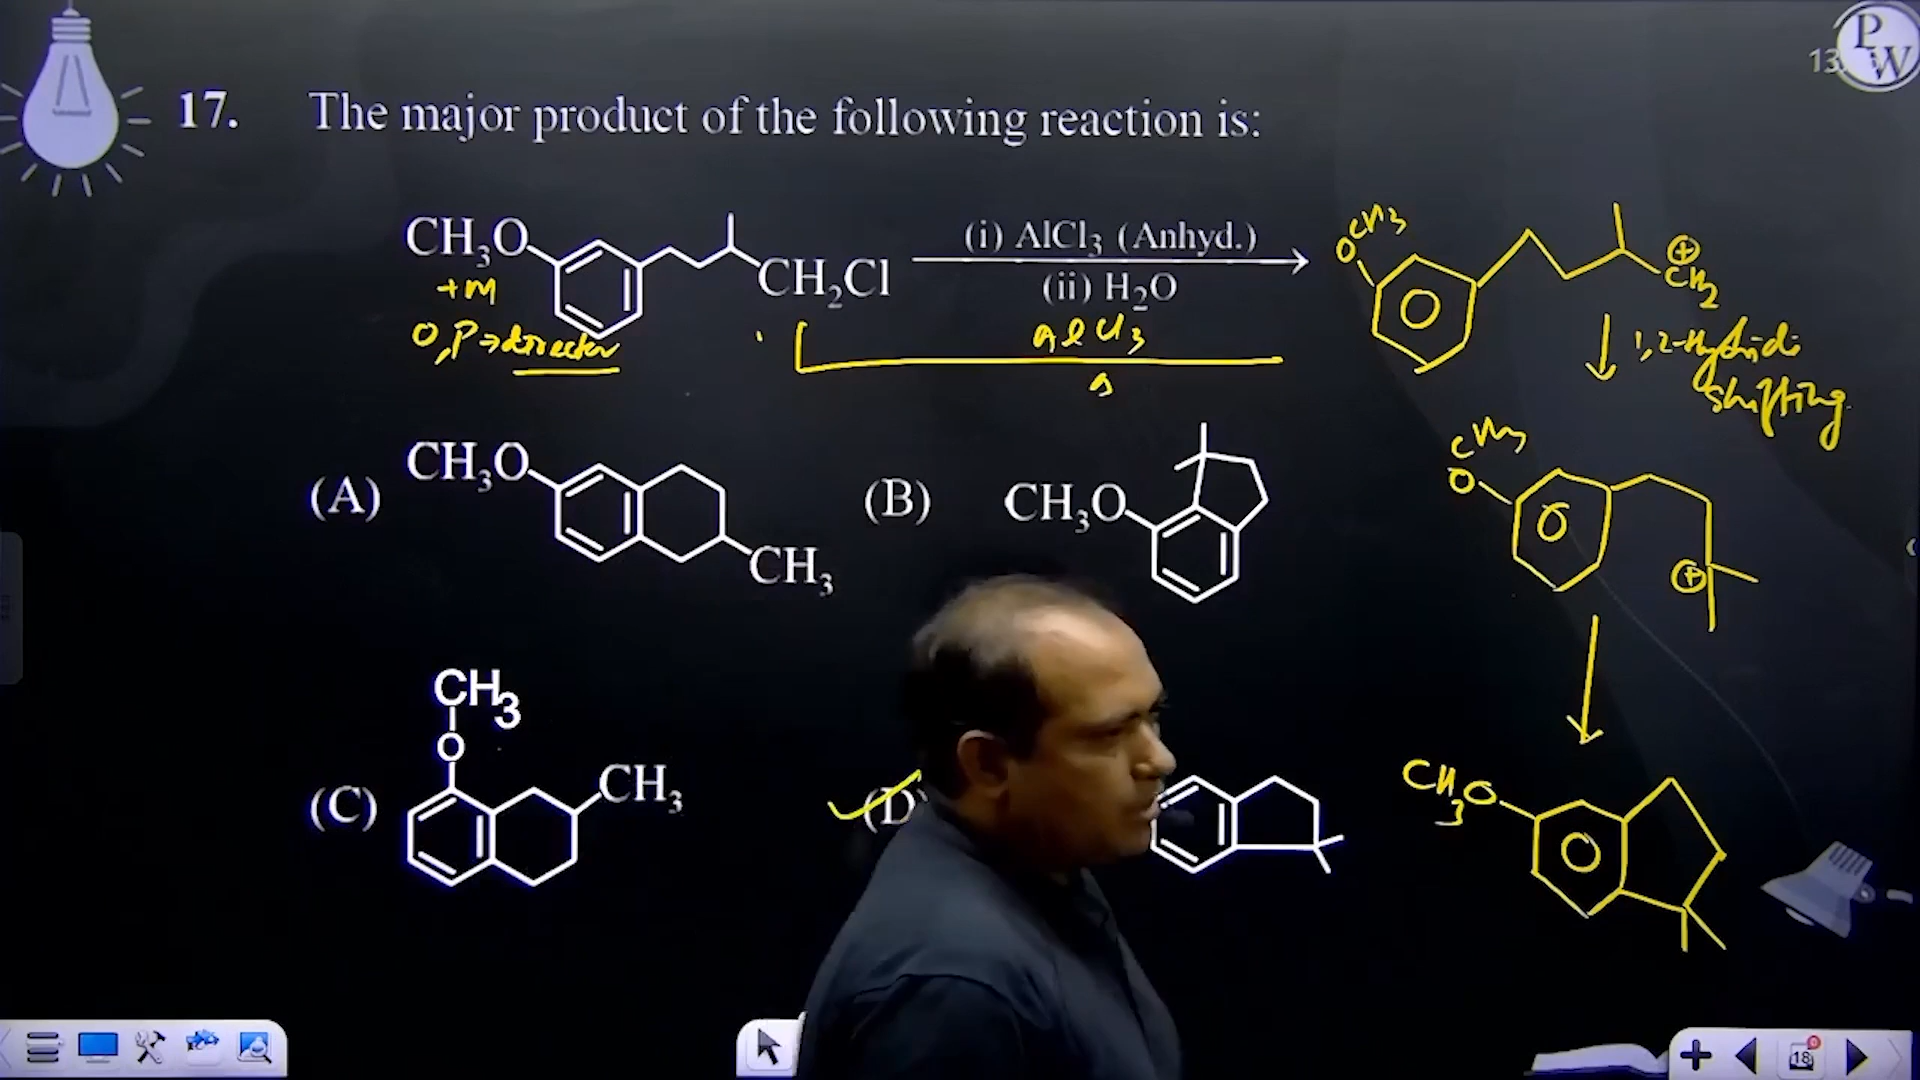 P
W
13
17. The major product of the following reaction is:
CH3O
CH2Cl
(i) AlCl3 (Anhyd.)
(ii) H2O
+M
O,P→director
AlCl3
OCH3
⊕
CH2
1,2-Hydride
shifting
(A) CH3O
CH3
(B) CH3O
OCH3
⊕
(C)
CH3
O
CH3
(D)
CH3O
18